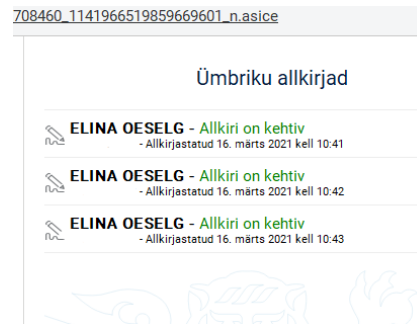 708460_1141966519859669601_n.asice
Ümbriku allkirjad
ELINA OESELG - Allkiri on kehtiv
- Allkirjastatud 16. märts 2021 kell 10:41
ELINA OESELG - Allkiri on kehtiv
- Allkirjastatud 16. märts 2021 kell 10:42
ELINA OESELG - Allkiri on kehtiv
- Allkirjastatud 16. märts 2021 kell 10:43